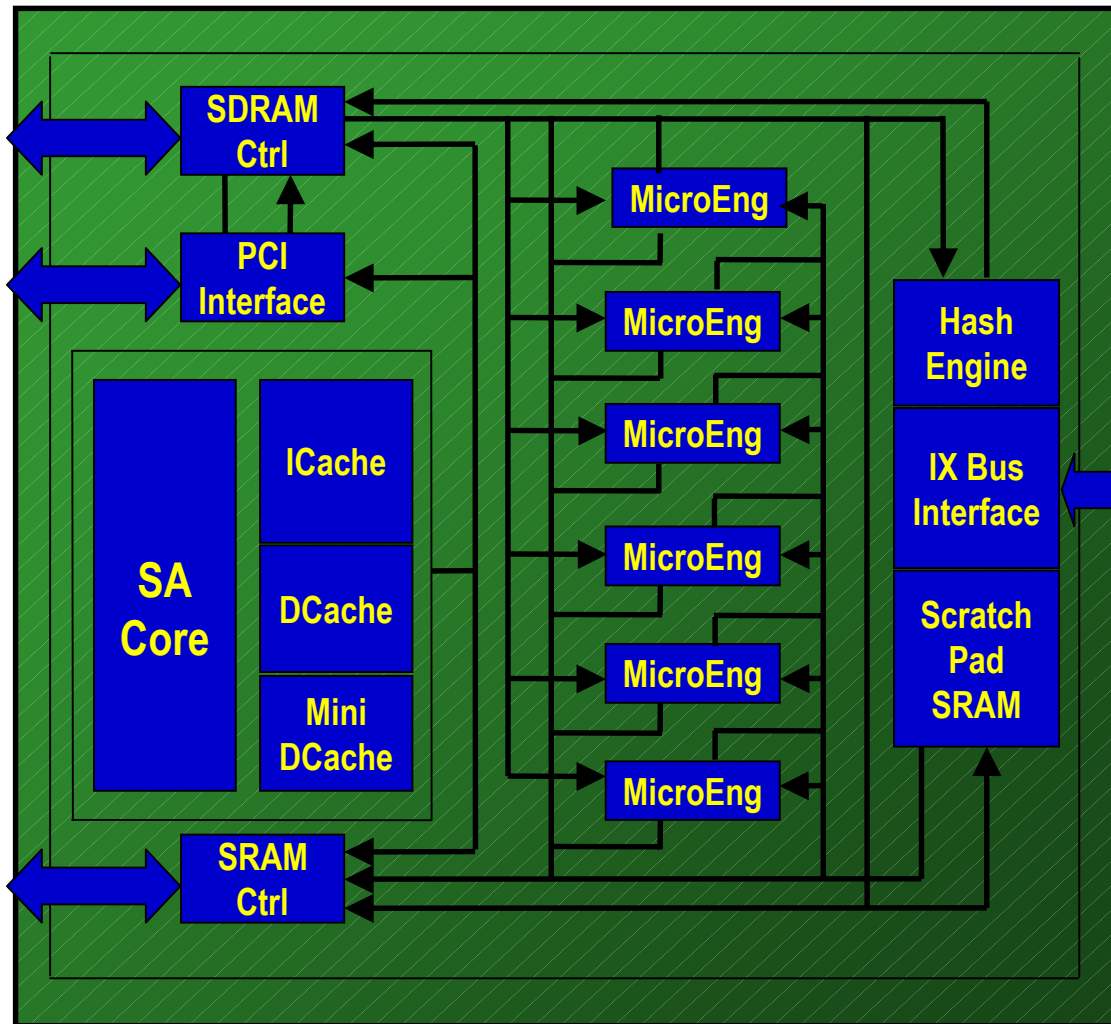 SDRAM
Ctrl
PCI
Interface
SA
Core
ICache
DCache
Mini
DCache
SRAM
Ctrl
MicroEng
MicroEng
MicroEng
MicroEng
MicroEng
MicroEng
Hash
Engine
IX Bus
Interface
Scratch
Pad
SRAM